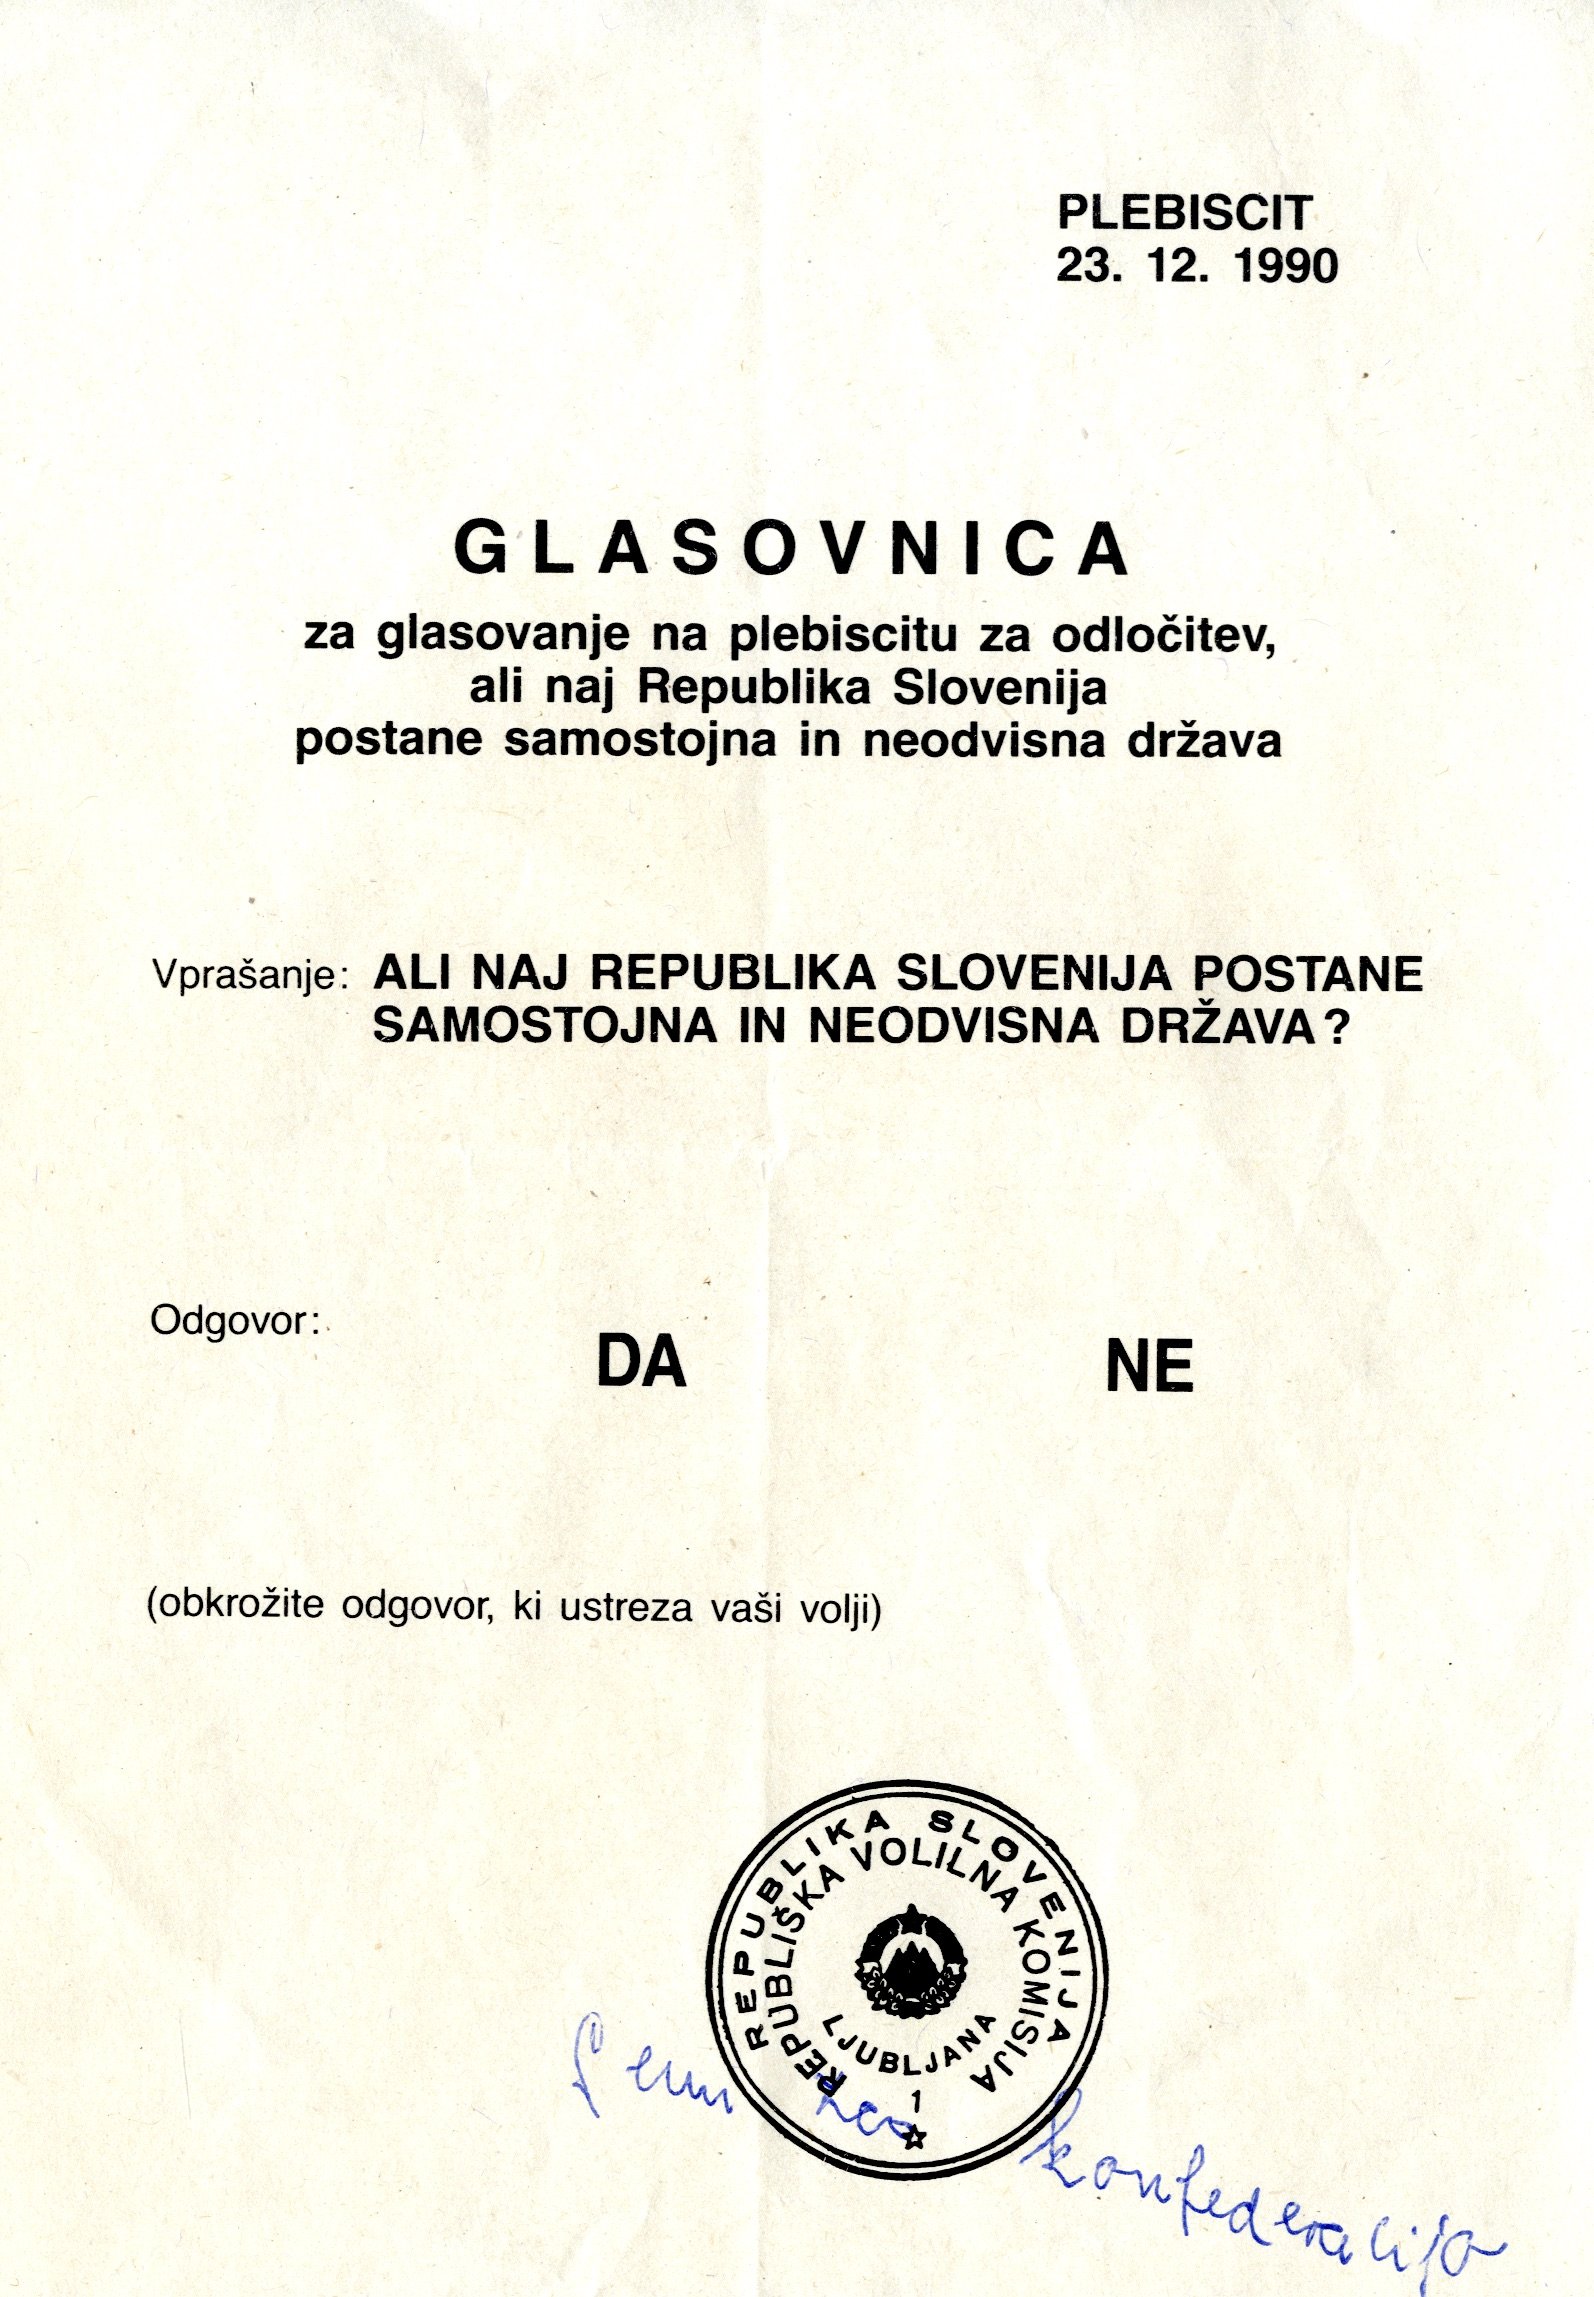 PLEBISCIT
23. 12. 1990
GLASOVNICA
za glasovanje na plebiscitu za odločitev,
ali naj Republika Slovenija
postane samostojna in neodvisna država
Vprašanje: ALI NAJ REPUBLIKA SLOVENIJA POSTANE
SAMOSTOJNA IN NEODVISNA DRŽAVA?
Odgovor:
DA NE
(obkrožite odgovor, ki ustreza vaši volji)
REPUBLIKA SLOVENIJA
REPUBLIŠKA VOLILNA KOMISIJA
LJUBLJANA
1
konfederacijo